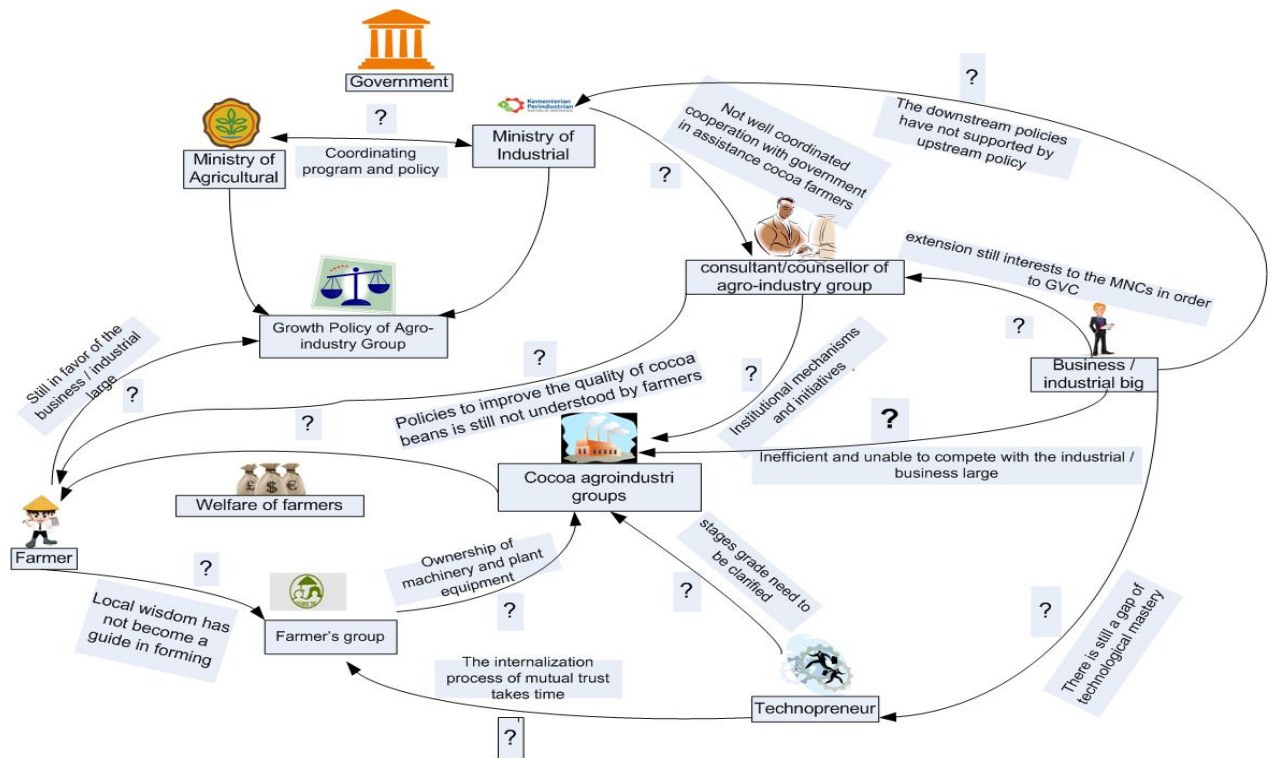 Government
?
Ministry of
Agricultural
Coordinating
program and policy
Kementerian
Perindustrian
Ministry of
Industrial
?
Not well coordinated
cooperation with government
in assistance cocoa farmers
?
The downstream policies
have not supported by
upstream policy
consultant/counsellor of
agro-industry group
extension still interests to the MNCs in order
to GVC
?
Business /
industrial big
Growth Policy of Agro-
industry Group
Still in favor of the
business / industrial
large
?
?
Policies to improve the quality of cocoa
beans is still not understood by farmers
?
Institutional mechanisms
and initiatives
?
Inefficient and unable to compete with the industrial /
business large
?
£ $ €
Welfare of farmers
Cocoa agroindustri
groups
Farmer
?
Local wisdom has
not become a
guide in forming
Farmer's group
Ownership of
machinery and plant
equipment
?
stages grade need to
be clarified
?
?
There is still a gap of
technological mastery
The internalization
process of mutual trust
takes time
?
Technopreneur